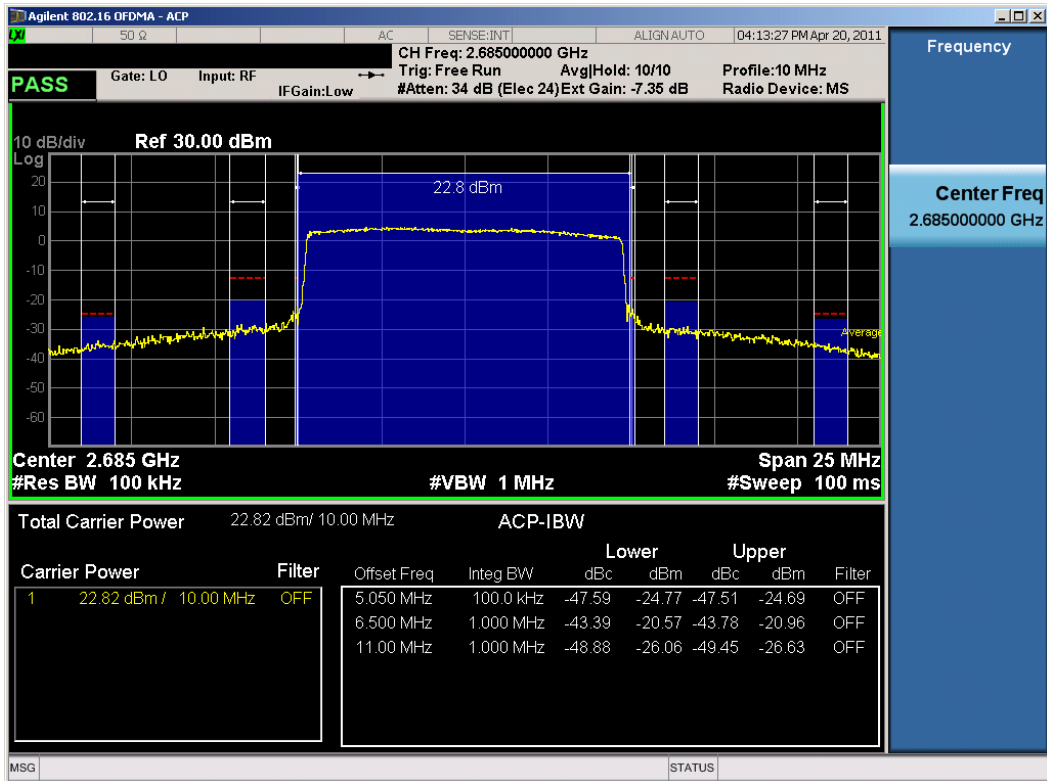 Agilent 802.16 OFDMA - ACP
LXI 50 Ω AC SENSE:INT ALIGN AUTO 04:13:27 PM Apr 20, 2011
Frequency
CH Freq: 2.685000000 GHz
PASS Gate: LO Input: RF Trig: Free Run Avg|Hold: 10/10 Profile:10 MHz
IFGain:Low #Atten: 34 dB (Elec 24) Ext Gain: -7.35 dB Radio Device: MS
10 dB/div Ref 30.00 dBm
Log
20
22.8 dBm
10
0
-10
-20
-30
Average
-40
-50
-60
Center Freq
2.685000000 GHz
Center 2.685 GHz Span 25 MHz
#Res BW 100 kHz #VBW 1 MHz #Sweep 100 ms
Total Carrier Power 22.82 dBm/ 10.00 MHz ACP-IBW
Lower Upper
Carrier Power Filter Offset Freq Integ BW dBc dBm dBc dBm Filter
1 22.82 dBm / 10.00 MHz OFF 5.050 MHz 100.0 kHz -47.59 -24.77 -47.51 -24.69 OFF
6.500 MHz 1.000 MHz -43.39 -20.57 -43.78 -20.96 OFF
11.00 MHz 1.000 MHz -48.88 -26.06 -49.45 -26.63 OFF
MSG STATUS